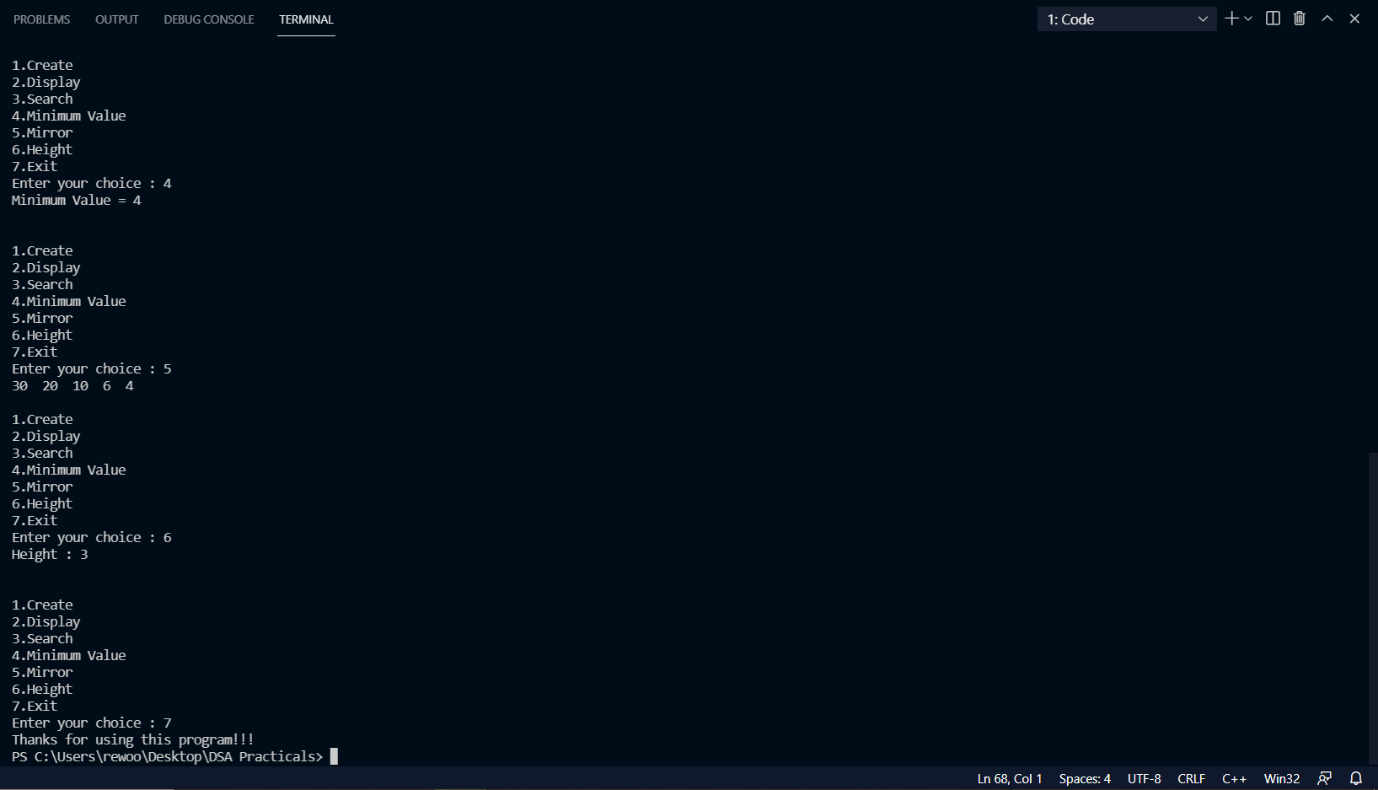 PROBLEMS OUTPUT DEBUG CONSOLE TERMINAL 1: Code
1.Create
2.Display
3.Search
4.Minimum Value
5.Mirror
6.Height
7.Exit
Enter your choice : 4
Minimum Value = 4
1.Create
2.Display
3.Search
4.Minimum Value
5.Mirror
6.Height
7.Exit
Enter your choice : 5
30  20  10  6  4
1.Create
2.Display
3.Search
4.Minimum Value
5.Mirror
6.Height
7.Exit
Enter your choice : 6
Height : 3
1.Create
2.Display
3.Search
4.Minimum Value
5.Mirror
6.Height
7.Exit
Enter your choice : 7
Thanks for using this program!!!
PS C:\Users\rewoo\Desktop\DSA Practicals>
Ln 68, Col 1 Spaces: 4 UTF-8 CRLF C++ Win32